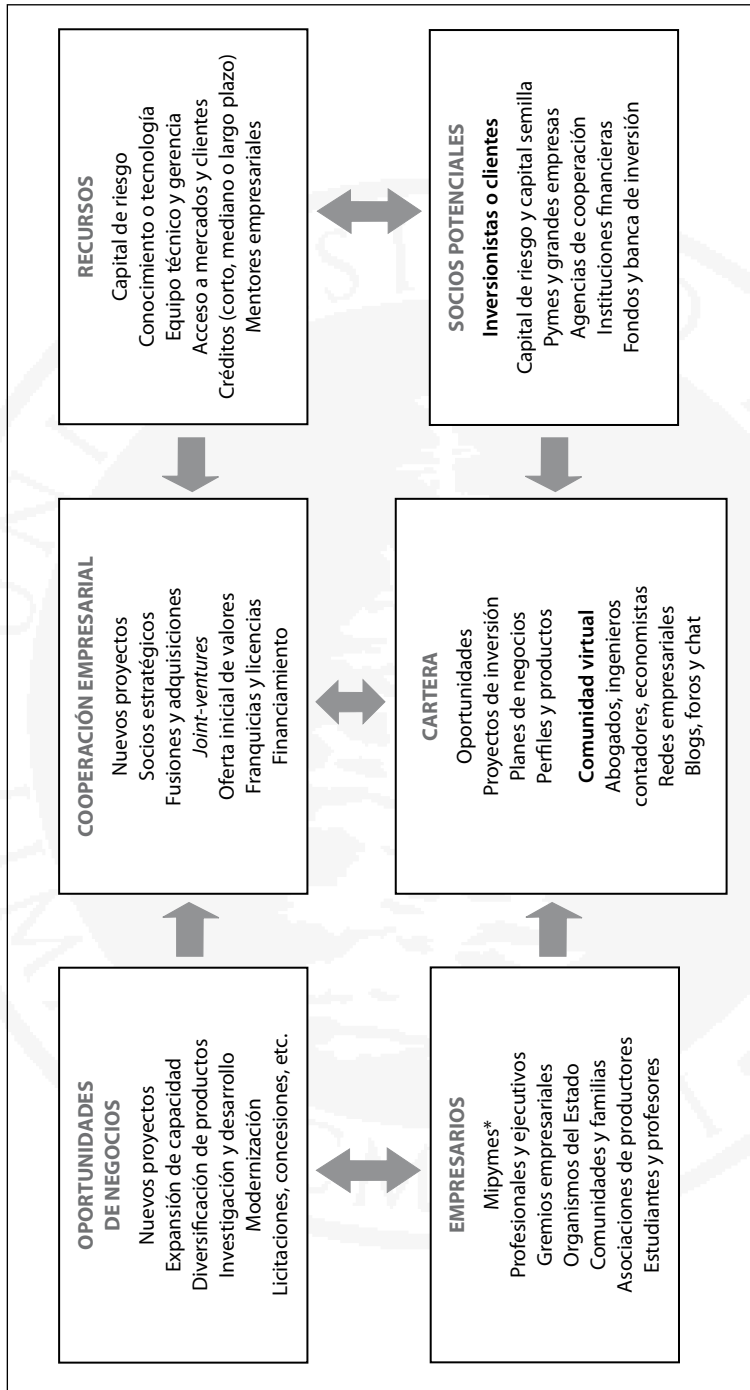 OPORTUNIDADES
DE NEGOCIOS
Nuevos proyectos
Expansión de capacidad
Diversificación de productos
Investigación y desarrollo
Modernización
Licitaciones, concesiones, etc.
COOPERACIÓN EMPRESARIAL
Nuevos proyectos
Socios estratégicos
Fusiones y adquisiciones
Joint-ventures
Oferta inicial de valores
Franquicias y licencias
Financiamiento
RECURSOS
Capital de riesgo
Conocimiento o tecnología
Equipo técnico y gerencia
Acceso a mercados y clientes
Créditos (corto, mediano o largo plazo)
Mentores empresariales
EMPRESARIOS
Mipymes*
Profesionales y ejecutivos
Gremios empresariales
Organismos del Estado
Comunidades y familias
Asociaciones de productores
Estudiantes y profesores
CARTERA
Oportunidades
Proyectos de inversión
Planes de negocios
Perfiles y productos
Comunidad virtual
Abogados, ingenieros
contadores, economistas
Redes empresariales
Blogs, foros y chat
SOCIOS POTENCIALES
Inversionistas o clientes
Capital de riesgo y capital semilla
Pymes y grandes empresas
Agencias de cooperación
Instituciones financieras
Fondos y banca de inversión